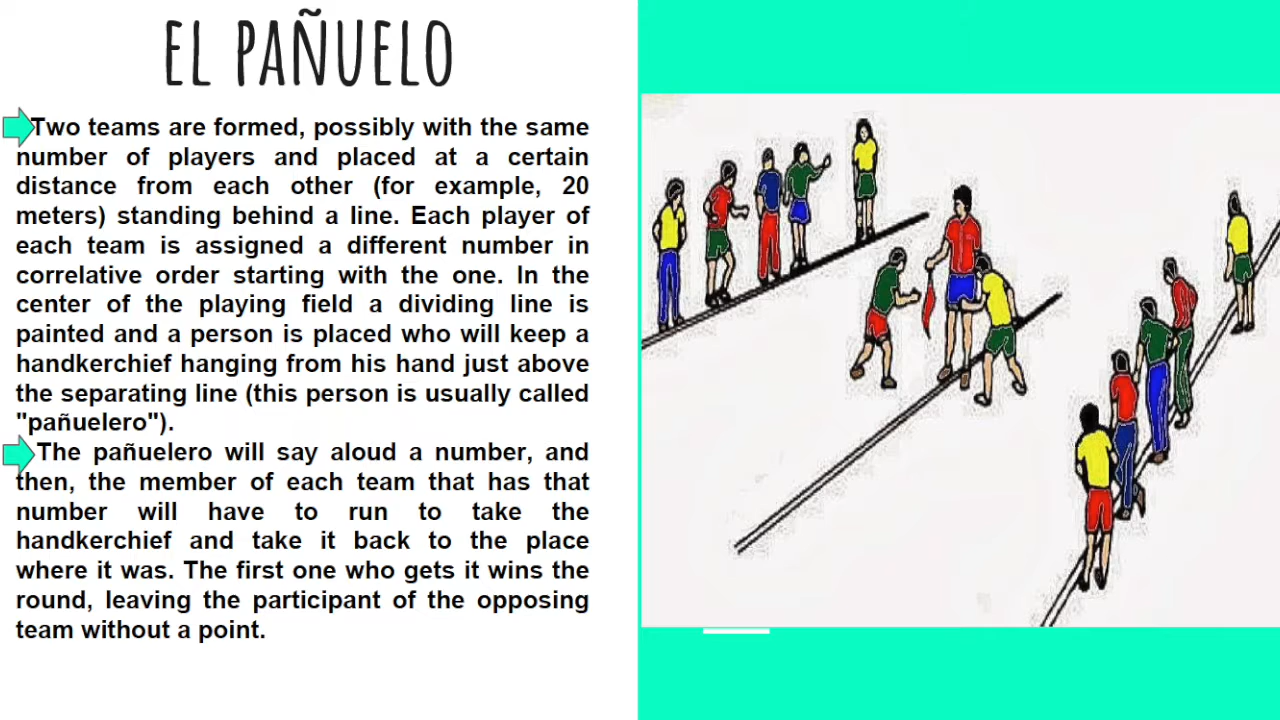 EL PAÑUELO
Two teams are formed, possibly with the same
number of players and placed at a certain
distance from each other (for example, 20
meters) standing behind a line. Each player of
each team is assigned a different number in
correlative order starting with the one. In the
center of the playing field a dividing line is
painted and a person is placed who will keep a
handkerchief hanging from his hand just above
the separating line (this person is usually called
"pañuelero").
The pañuelero will say aloud a number, and
then, the member of each team that has that
number will have to run to take the
handkerchief and take it back to the place
where it was. The first one who gets it wins the
round, leaving the participant of the opposing
team without a point.